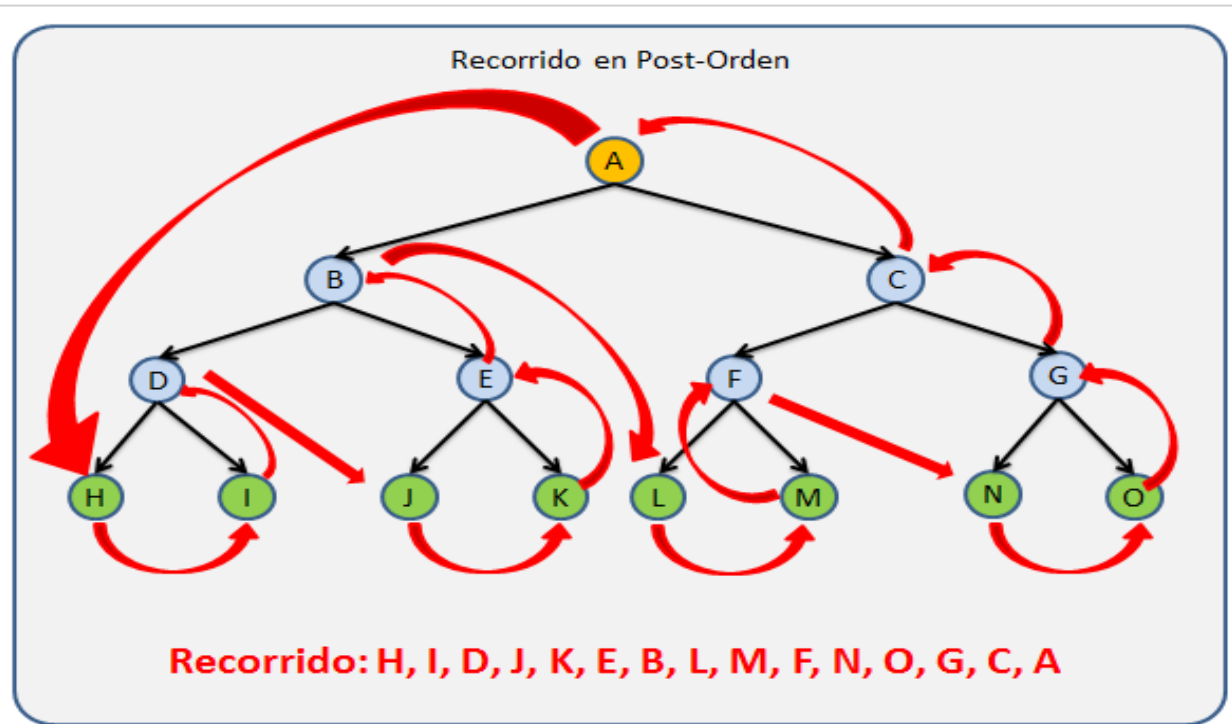 Recorrido en Post-Orden
A
B
C
D
E
F
G
H
I
J
K
L
M
N
O
Recorrido: H, I, D, J, K, E, B, L, M, F, N, O, G, C, A